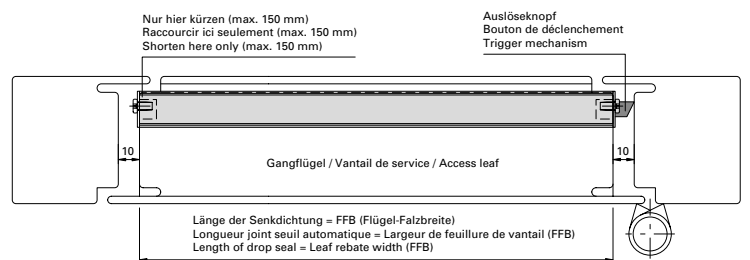 Nur hier kürzen (max. 150 mm)
Raccourcir ici seulement (max. 150 mm)
Shorten here only (max. 150 mm)
Auslöseknopf
Bouton de déclenchement
Trigger mechanism
10
Gangflügel / Vantail de service / Access leaf
10
Länge der Senkdichtung = FFB (Flügel-Falzbreite)
Longueur joint seuil automatique = Largeur de feuillure de vantail (FFB)
Length of drop seal = Leaf rebate width (FFB)